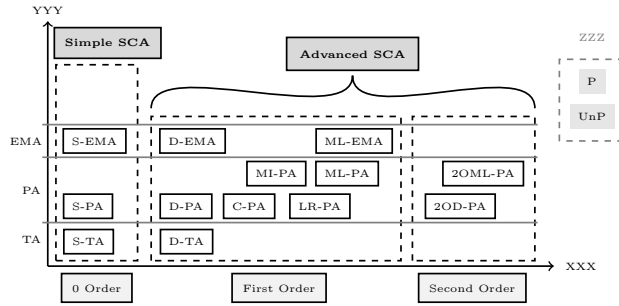 YYY
Simple SCA
Advanced SCA
ZZZ
P
UnP
EMA
S-EMA
D-EMA
ML-EMA
PA
MI-PA
ML-PA
2OML-PA
S-PA
D-PA
C-PA
LR-PA
2OD-PA
TA
S-TA
D-TA
XXX
0 Order
First Order
Second Order